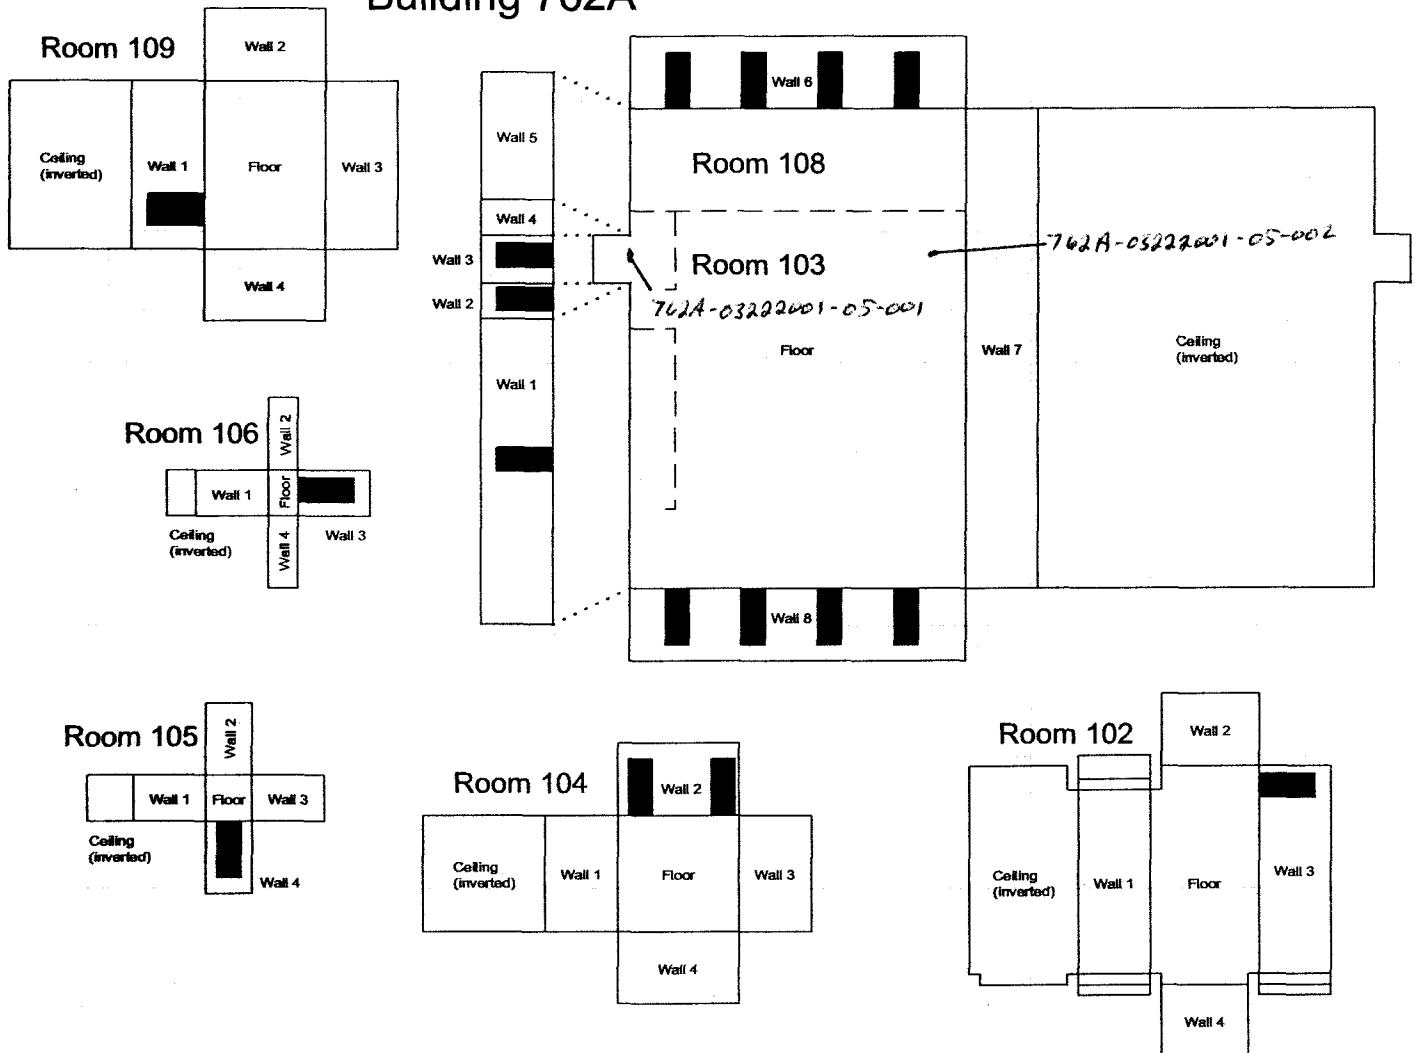 Building 762A
Room 109
Wall 2
Ceiling
(inverted)
Wall 1
Floor
Wall 3
Wall 4
Wall 5
Wall 4
Wall 3
Wall 2
Wall 1
Wall 6
Room 108
Room 103
762A-03222001-05-002
762A-03222001-05-001
Floor
Wall 7
Ceiling
(inverted)
Wall 8
Room 106
Wall 2
Wall 1
Floor
Wall 4
Ceiling
(inverted)
Wall 3
Room 105
Wall 2
Wall 1
Floor
Wall 3
Ceiling
(inverted)
Wall 4
Room 104
Wall 2
Ceiling
(inverted)
Wall 1
Floor
Wall 3
Wall 4
Room 102
Wall 2
Ceiling
(inverted)
Wall 1
Floor
Wall 3
Wall 4